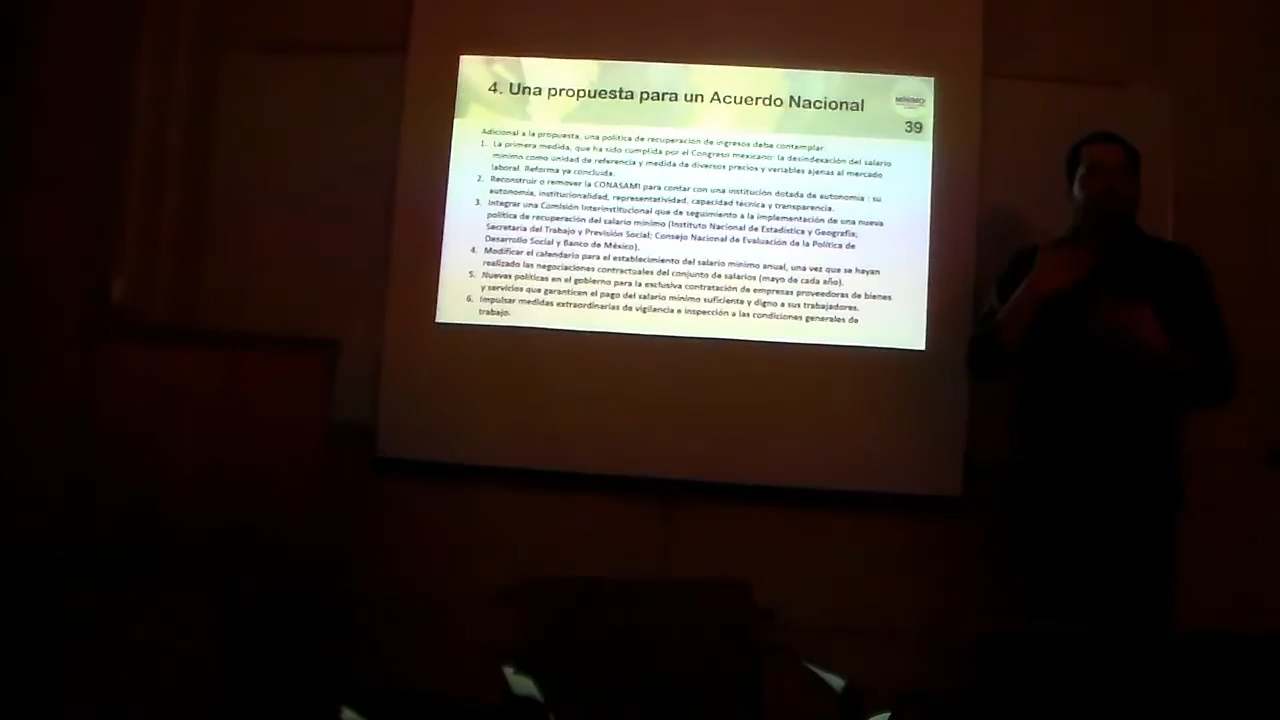 4. Una propuesta para un Acuerdo Nacional
MÍNIMO
39
Adicional a la propuesta, una política de recuperación de ingresos debe contemplar:
1. La primera medida, que ha sido cumplida por el Congreso mexicano: la desindexación del salario
mínimo como unidad de referencia y medida de diversos precios y variables ajenas al mercado
laboral. Reforma ya concluida.
2. Reconstruir o remover la CONASAMI para contar con una institución dotada de autonomía : su
autonomía, institucionalidad, representatividad, capacidad técnica y transparencia.
3. Integrar una Comisión Interinstitucional que de seguimiento a la implementación de una nueva
política de recuperación del salario mínimo (Instituto Nacional de Estadística y Geografía;
Secretaría del Trabajo y Previsión Social; Consejo Nacional de Evaluación de la Política de
Desarrollo Social y Banco de México).
4. Modificar el calendario para el establecimiento del salario mínimo anual, una vez que se hayan
realizado las negociaciones contractuales del conjunto de salarios (mayo de cada año).
5. Nuevas políticas en el gobierno para la exclusiva contratación de empresas proveedoras de bienes
y servicios que garanticen el pago del salario mínimo suficiente y digno a sus trabajadores.
6. Impulsar medidas extraordinarias de vigilancia e inspección a las condiciones generales de
trabajo.